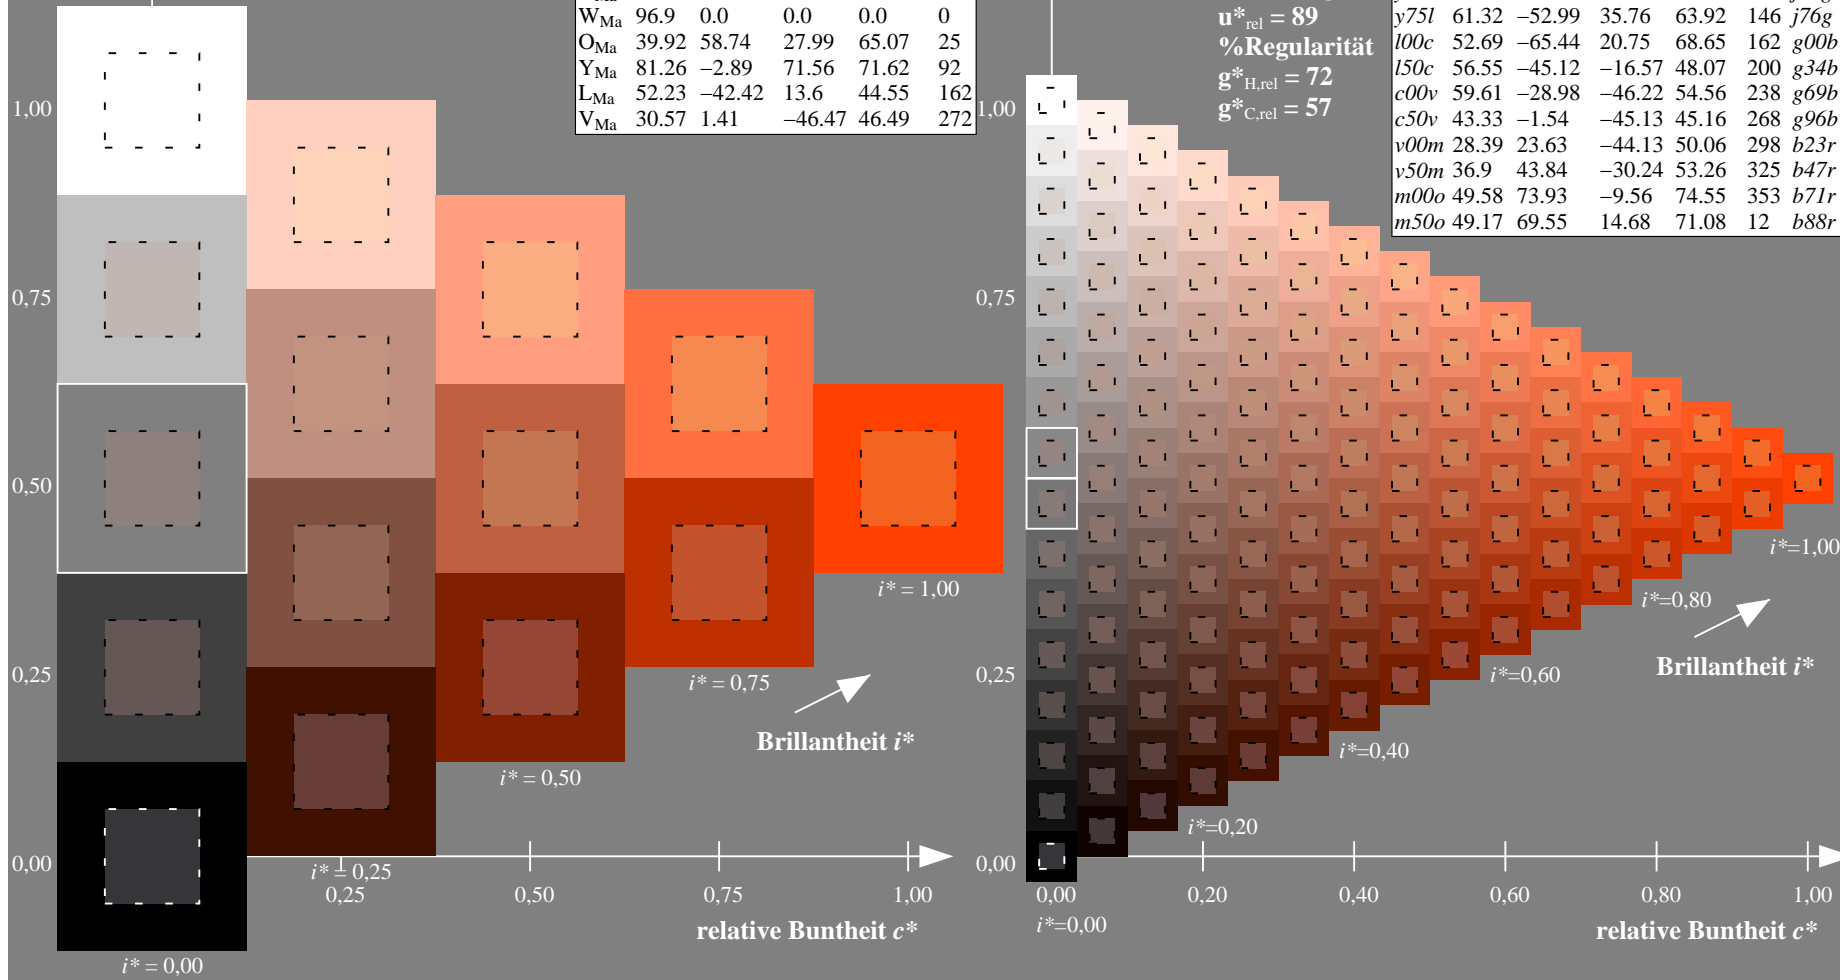 W_Ma 96.9 0.0 0.0 0.0 0
O_Ma 39.92 58.74 27.99 65.07 25
Y_Ma 81.26 −2.89 71.56 71.62 92
L_Ma 52.23 −42.42 13.6 44.55 162
V_Ma 30.57 1.41 −46.47 46.49 272
1,00
0,75
0,50
0,25
0,00
i* = 1,00
i* = 0,75
i* = 0,50
i* = 0,25
i* = 0,00
Brillantheit i*
0,25 0,50 0,75 1,00
relative Buntheit c*
u*_rel = 89
%Regularität
g*_H,rel = 72
g*_C,rel = 57
y75l 61.32 −52.99 35.76 63.92 146 j76g
l00c 52.69 −65.44 20.75 68.65 162 g00b
l50c 56.55 −45.12 −16.57 48.07 200 g34b
c00v 59.61 −28.98 −46.22 54.56 238 g69b
c50v 43.33 −1.54 −45.13 45.16 268 g96b
v00m 28.39 23.63 −44.13 50.06 298 b23r
v50m 36.9 43.84 −30.24 53.26 325 b47r
m00o 49.58 73.93 −9.56 74.55 353 b71r
m50o 49.17 69.55 14.68 71.08 12 b88r
1,00
0,75
0,50
0,25
0,00
i*=1,00
i*=0,80
i*=0,60
i*=0,40
i*=0,20
Brillantheit i*
0,00 0,20 0,40 0,60 0,80 1,00
i*=0,00
relative Buntheit c*